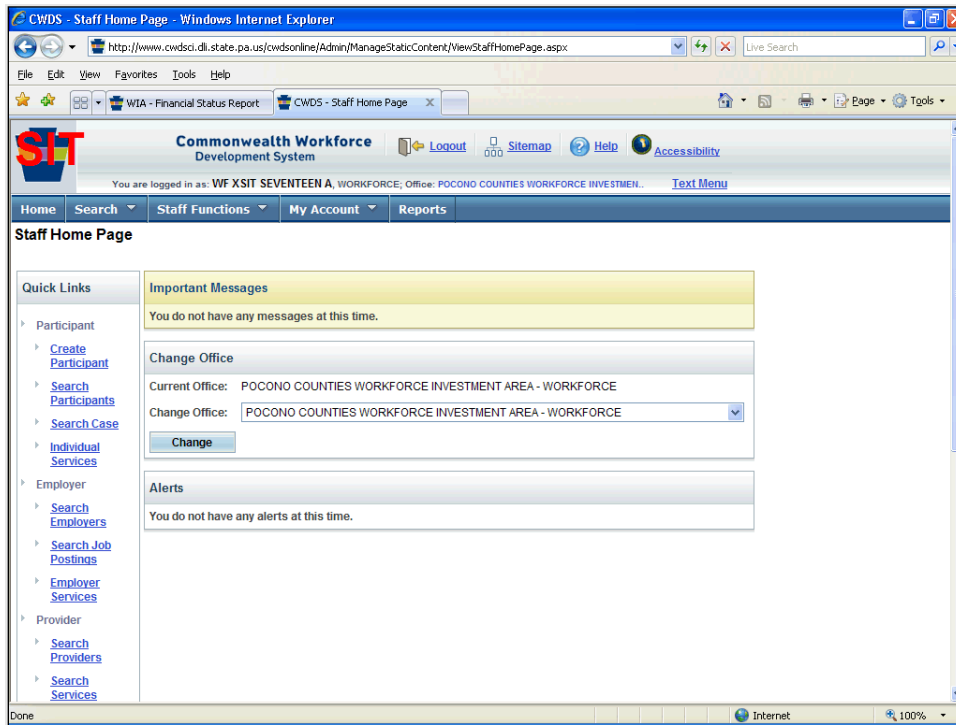 CWDS - Staff Home Page - Windows Internet Explorer
http://www.cwdsci.dli.state.pa.us/cwdsonline/Admin/ManageStaticContent/ViewStaffHomePage.aspx
Live Search
File Edit View Favorites Tools Help
WIA - Financial Status Report
CWDS - Staff Home Page X
Page Tools
SIT
Commonwealth Workforce
Development System
Logout Sitemap Help Accessibility
You are logged in as: WF XSIT SEVENTEEN A, WORKFORCE; Office: POCONO COUNTIES WORKFORCE INVESTMEN..
Text Menu
Home Search Staff Functions My Account Reports
Staff Home Page
Quick Links
Participant
Create
Participant
Search
Participants
Search Case
Individual
Services
Employer
Search
Employers
Search Job
Postings
Employer
Services
Provider
Search
Providers
Search
Services
Important Messages
You do not have any messages at this time.
Change Office
Current Office: POCONO COUNTIES WORKFORCE INVESTMENT AREA - WORKFORCE
Change Office: POCONO COUNTIES WORKFORCE INVESTMENT AREA - WORKFORCE
Change
Alerts
You do not have any alerts at this time.
Done
Internet
100%